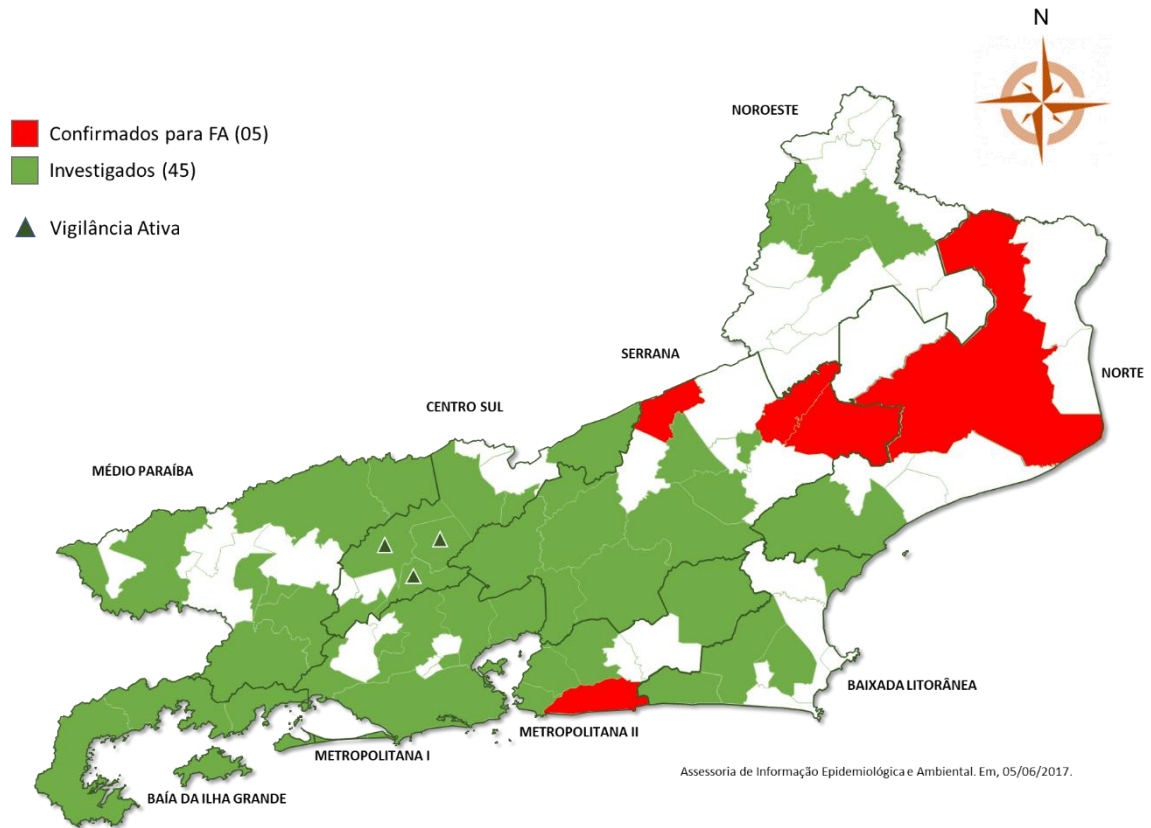 N
NOROESTE
Confirmados para FA (05)
Investigados (45)
Vigilância Ativa
SERRANA
NORTE
CENTRO SUL
MÉDIO PARAÍBA
BAIXADA LITORÂNEA
METROPOLITANA II
METROPOLITANA I
BAÍA DA ILHA GRANDE
Assessoria de Informação Epidemiológica e Ambiental. Em, 05/06/2017.